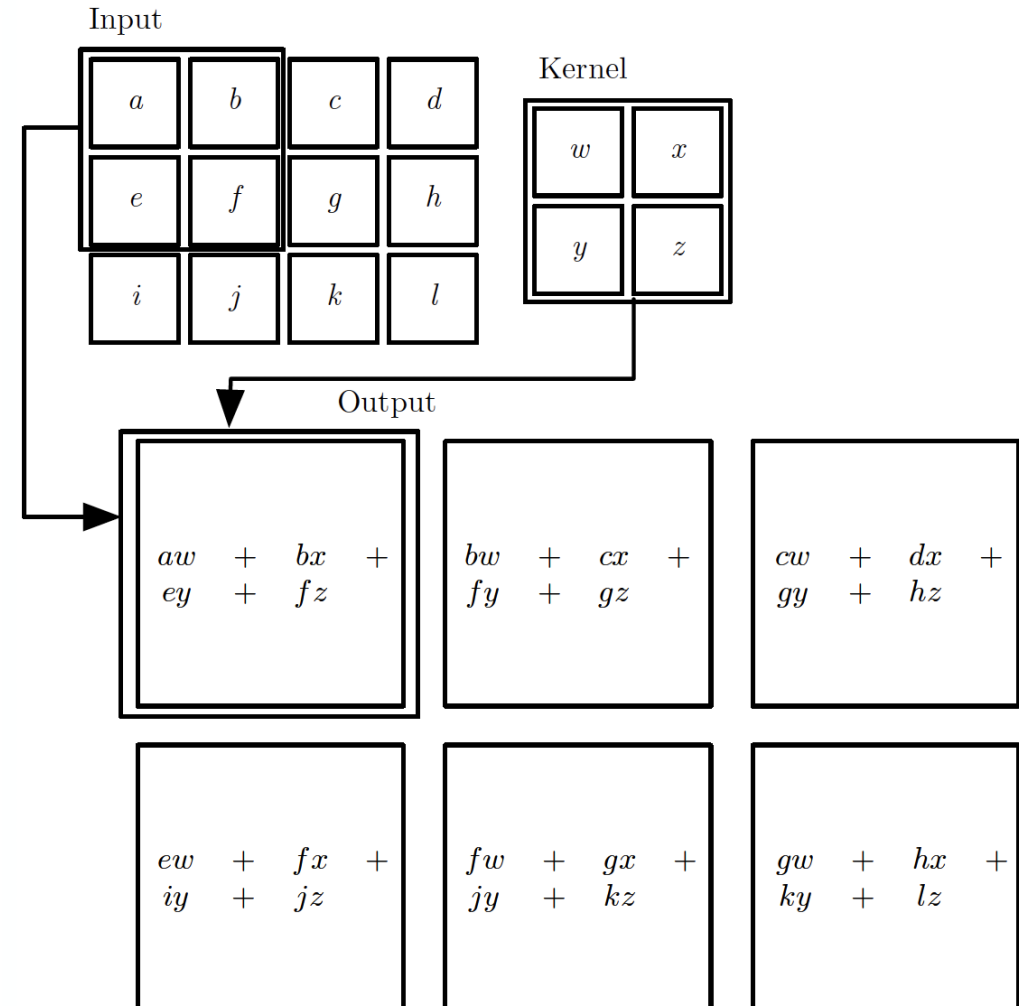 Input
Kernel
a b c d
w x
e f g h
y z
i j k l
Output
aw + bx + bw + cx + cw + dx +
ey + fz fy + gz gy + hz
ew + fx + fw + gx + gw + hx +
iy + jz jy + kz ky + lz